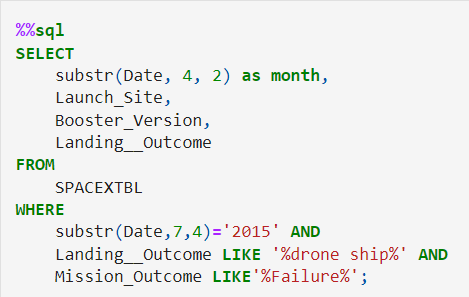 %%sql
SELECT
    substr(Date, 4, 2) as month,
    Launch_Site,
    Booster_Version,
    Landing__Outcome
FROM
    SPACEXTBL
WHERE
    substr(Date,7,4)='2015' AND
    Landing__Outcome LIKE '%drone ship%' AND
    Mission_Outcome LIKE'%Failure%';